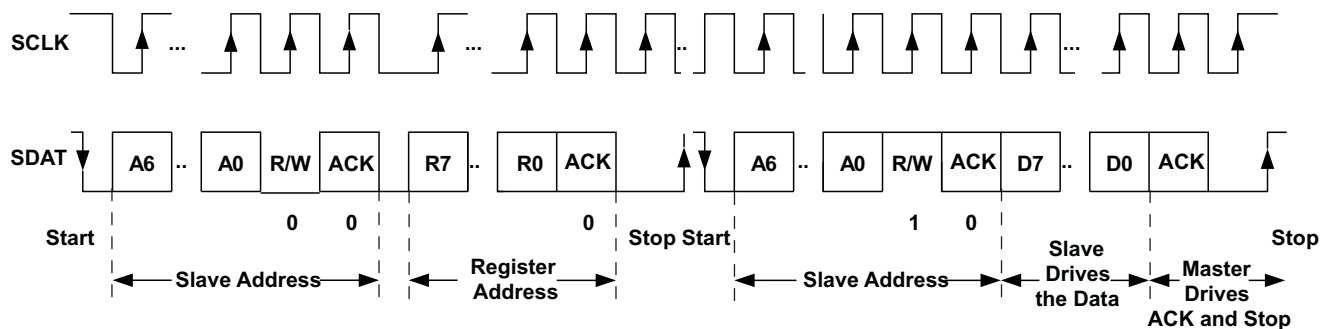 SCLK ... ... .. ...
SDAT A6 .. A0 R/W ACK R7 .. R0 ACK A6 .. A0 R/W ACK D7 .. D0 ACK
0 0 0 1 0
Start Stop Start Stop
Slave Address Register Address Slave Address Slave Drives the Data Master Drives ACK and Stop